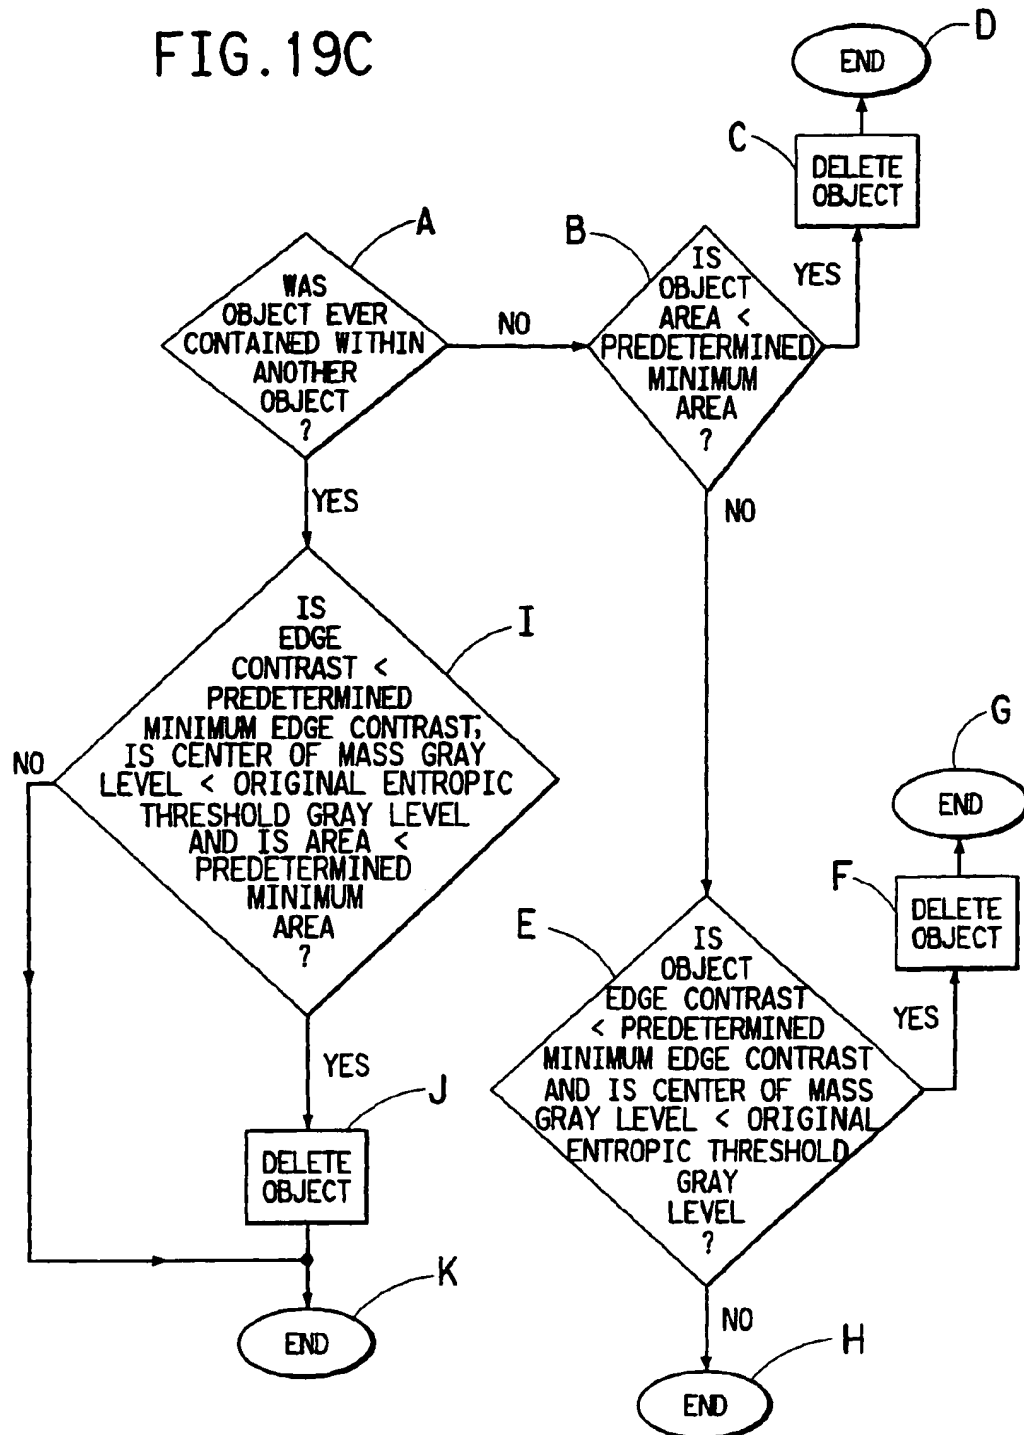 FIG.19C
D
END
C
DELETE
OBJECT
A
B
WAS
OBJECT EVER
CONTAINED WITHIN
ANOTHER
OBJECT
?
NO
IS
OBJECT
AREA <
PREDETERMINED
MINIMUM
AREA
?
YES
YES
NO
I
IS
EDGE
CONTRAST <
PREDETERMINED
MINIMUM EDGE CONTRAST,
IS CENTER OF MASS GRAY
LEVEL < ORIGINAL ENTROPIC
THRESHOLD GRAY LEVEL
AND IS AREA <
PREDETERMINED
MINIMUM
AREA
?
NO
G
END
F
DELETE
OBJECT
E
IS
OBJECT
EDGE CONTRAST
< PREDETERMINED
MINIMUM EDGE CONTRAST
AND IS CENTER OF MASS
GRAY LEVEL < ORIGINAL
ENTROPIC THRESHOLD
GRAY
LEVEL
?
YES
YES
J
DELETE
OBJECT
K
END
NO
H
END